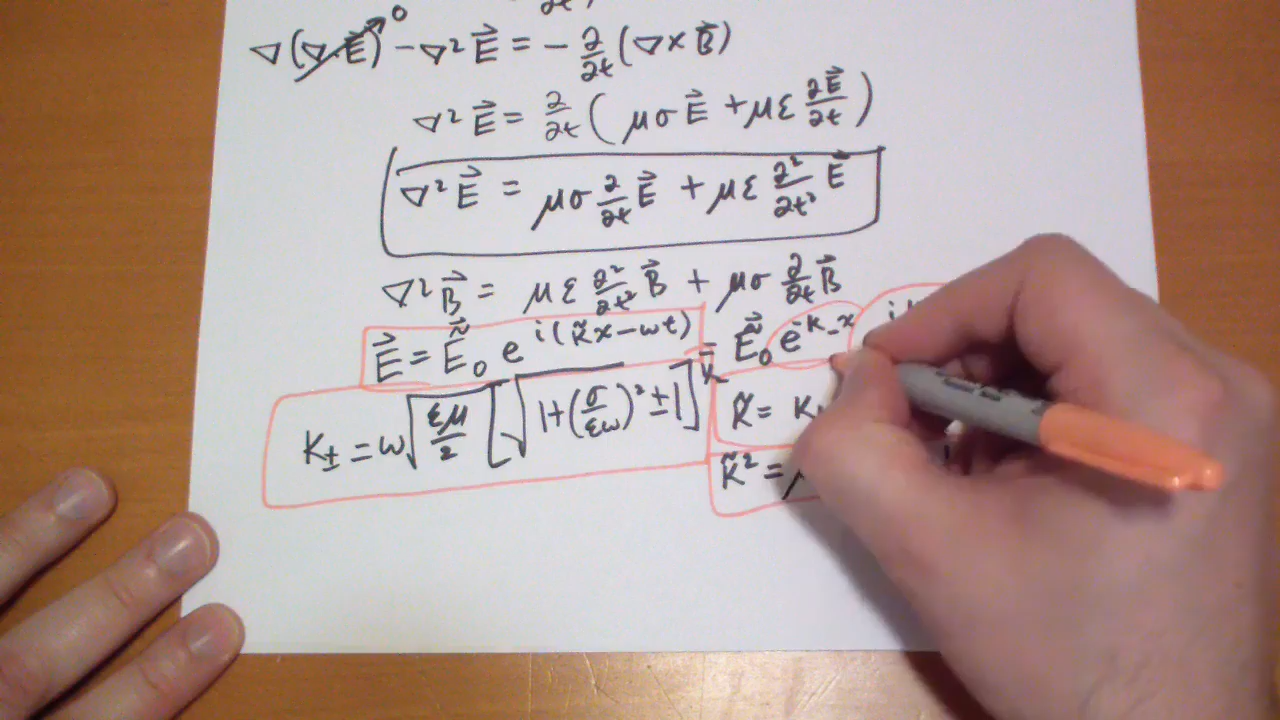 ∂t
∇(∇·E⃗)⁰ − ∇²E⃗ = − ∂/∂t (∇×B⃗)
∇²E⃗ = ∂/∂t ( μσE⃗ + με ∂E⃗/∂t )
∇²E⃗ = μσ ∂/∂t E⃗ + με ∂²/∂t² E⃗
∇²B⃗ = με ∂²/∂t² B⃗ + μσ ∂/∂t B⃗
E⃗ = Ẽ⃗₀ e^{i(k̃x−ωt)} = Ẽ⃗₀ e^{−k₋x}
k± = ω √(εμ/2) [ √(1+(σ/εω)²) ± 1 ]^½
k̃ = k₊
k̃² = μ